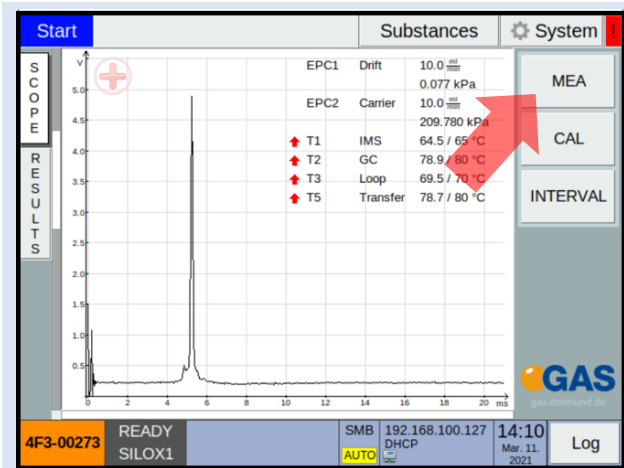 Start
Substances
System
!
SCOPE
RESULTS
V
5.0
4.5
4.0
3.5
3.0
2.5
2.0
1.5
1.0
0.5
0 2 4 6 8 10 12 14 16 18 20 ms
EPC1 Drift 10.0 ml/min
0.077 kPa
EPC2 Carrier 10.0 ml/min
209.780 kPa
T1 IMS 64.5 / 65 °C
T2 GC 78.9 / 80 °C
T3 Loop 69.5 / 70 °C
T5 Transfer 78.7 / 80 °C
MEA
CAL
INTERVAL
GAS
gas-dortmund.de
4F3-00273
READY
SILOX1
SMB
AUTO
192.168.100.127
DHCP
14:10
Mar. 11.
2021
Log